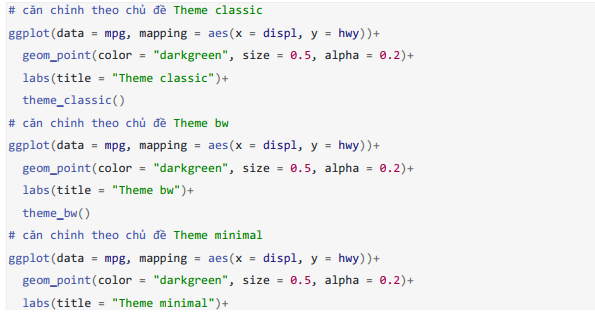 # căn chỉnh theo chủ đề Theme classic
ggplot(data = mpg, mapping = aes(x = displ, y = hwy))+
  geom_point(color = "darkgreen", size = 0.5, alpha = 0.2)+
  labs(title = "Theme classic")+
  theme_classic()
# căn chỉnh theo chủ đề Theme bw
ggplot(data = mpg, mapping = aes(x = displ, y = hwy))+
  geom_point(color = "darkgreen", size = 0.5, alpha = 0.2)+
  labs(title = "Theme bw")+
  theme_bw()
# căn chỉnh theo chủ đề Theme minimal
ggplot(data = mpg, mapping = aes(x = displ, y = hwy))+
  geom_point(color = "darkgreen", size = 0.5, alpha = 0.2)+
  labs(title = "Theme minimal")+